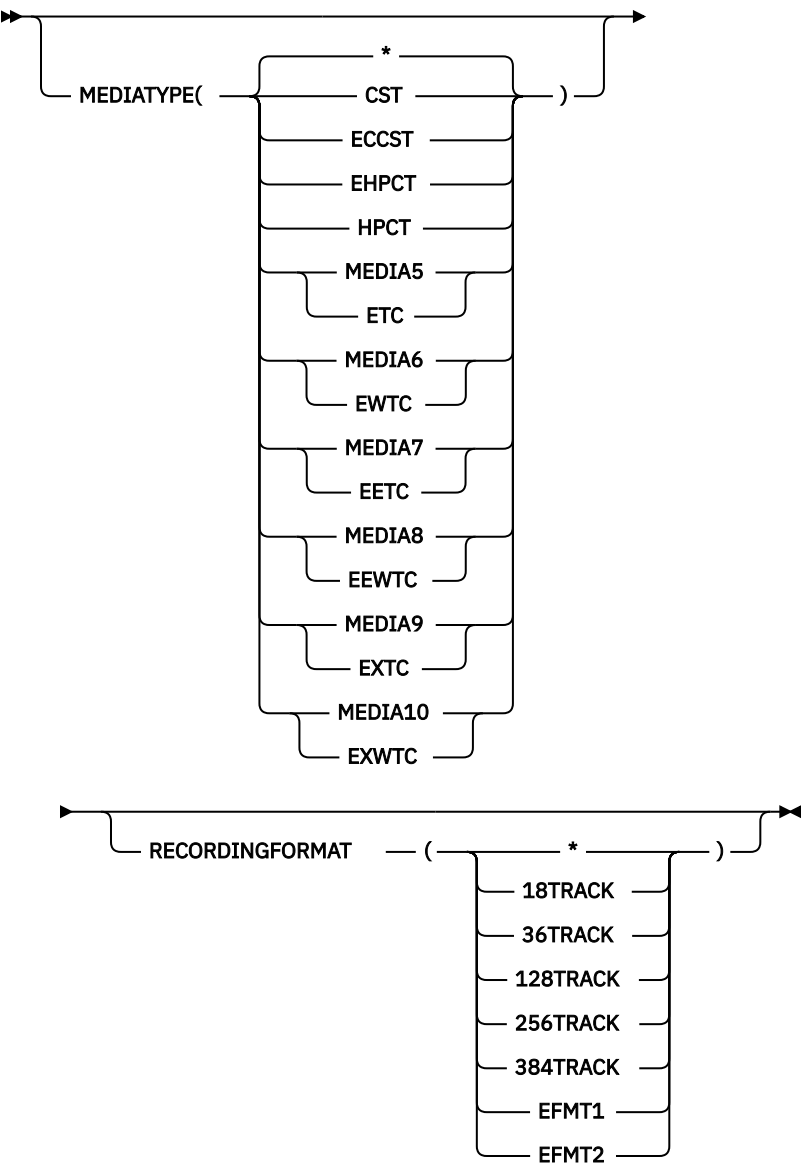 *
MEDIATYPE( CST )
ECCST
EHPCT
HPCT
MEDIA5
ETC
MEDIA6
EWTC
MEDIA7
EETC
MEDIA8
EEWTC
MEDIA9
EXTC
MEDIA10
EXWTC
RECORDINGFORMAT ( * )
18TRACK
36TRACK
128TRACK
256TRACK
384TRACK
EFMT1
EFMT2